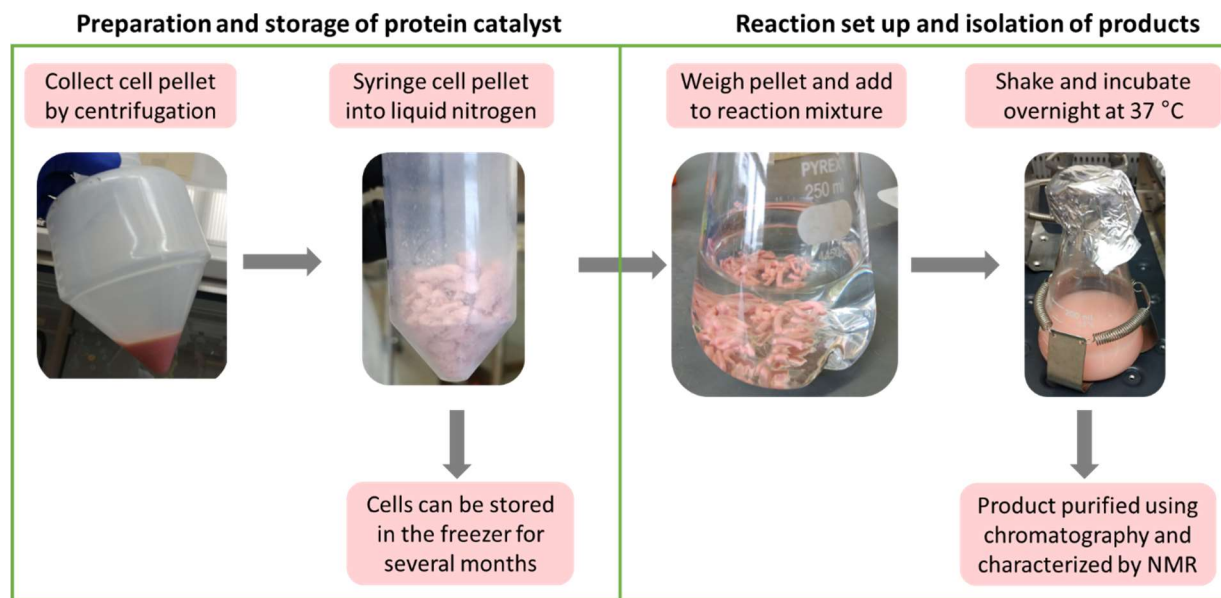 Preparation and storage of protein catalyst
Reaction set up and isolation of products
Collect cell pellet
by centrifugation
Syringe cell pellet
into liquid nitrogen
Weigh pellet and add
to reaction mixture
Shake and incubate
overnight at 37 °C
PYREX
250 ml
Cells can be stored
in the freezer for
several months
Product purified using
chromatography and
characterized by NMR